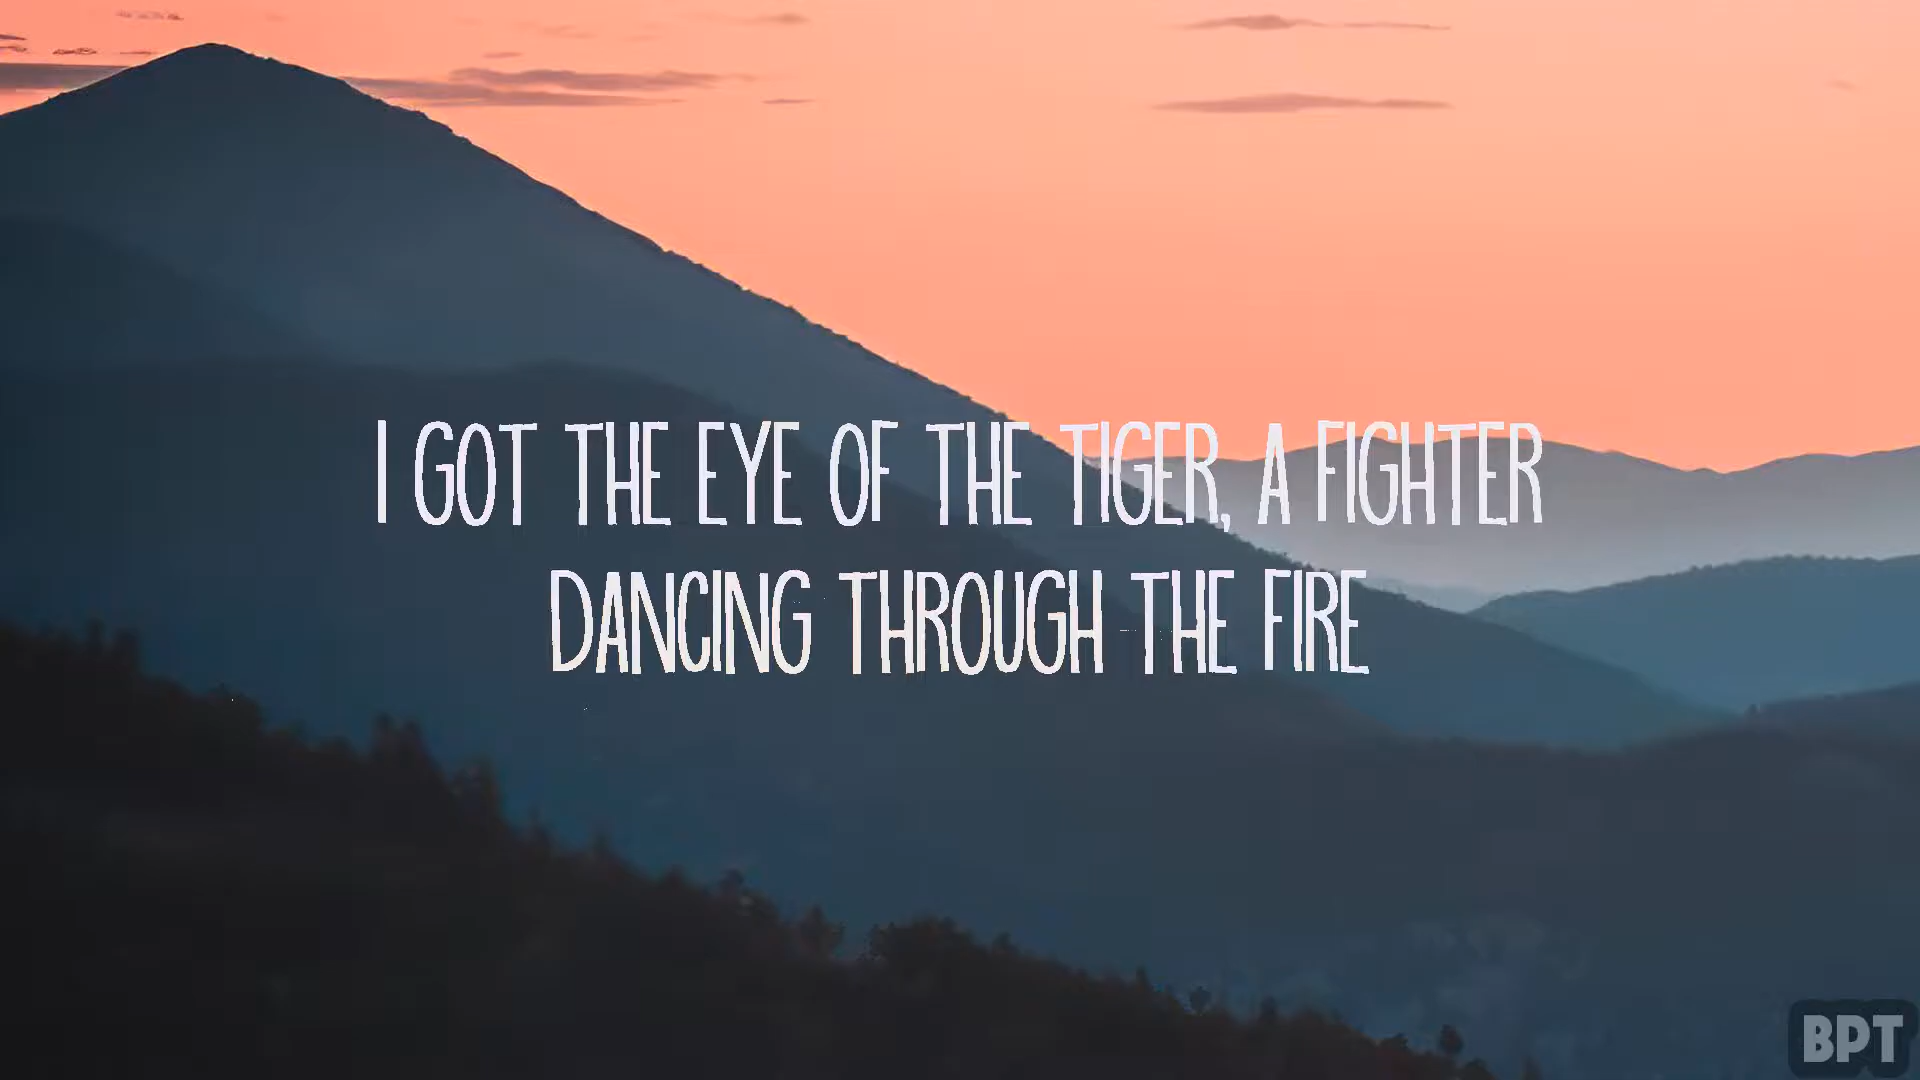 I GOT THE EYE OF THE TIGER, A FIGHTER
DANCING THROUGH THE FIRE
BPT